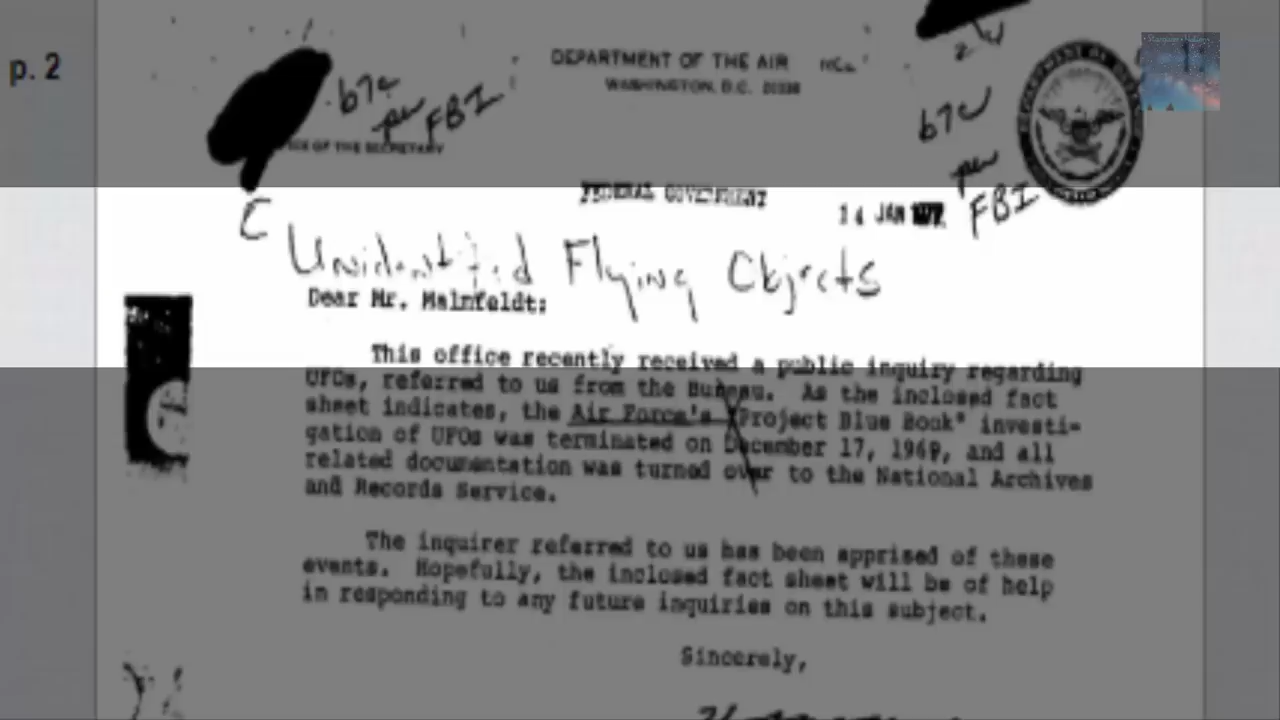 p. 2
DEPARTMENT OF THE AIR
WASHINGTON, D.C.
b7c
per
FBI
OF THE SECRETARY
b7c
per
FBI
FEDERAL GOVERNMENT
14 JAN
Unidentified Flying Objects
Dear Mr. Malmfeldt:
This office recently received a public inquiry regarding
UFOs, referred to us from the Bureau. As the inclosed fact
sheet indicates, the Air Force's "Project Blue Book" investi-
gation of UFOs was terminated on December 17, 1969, and all
related documentation was turned over to the National Archives
and Records Service.
The inquirer referred to us has been apprised of these
events. Hopefully, the inclosed fact sheet will be of help
in responding to any future inquiries on this subject.
Sincerely,